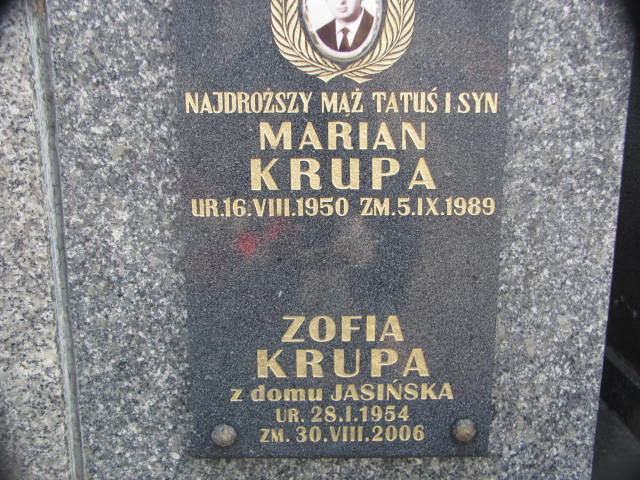 NAJDROŻSZY MĄŻ TATUŚ I SYN
MARIAN
KRUPA
UR.16.VIII.1950 ZM.5.IX.1989
ZOFIA
KRUPA
z domu JASIŃSKA
UR. 28.I.1954
ZM. 30.VIII.2006